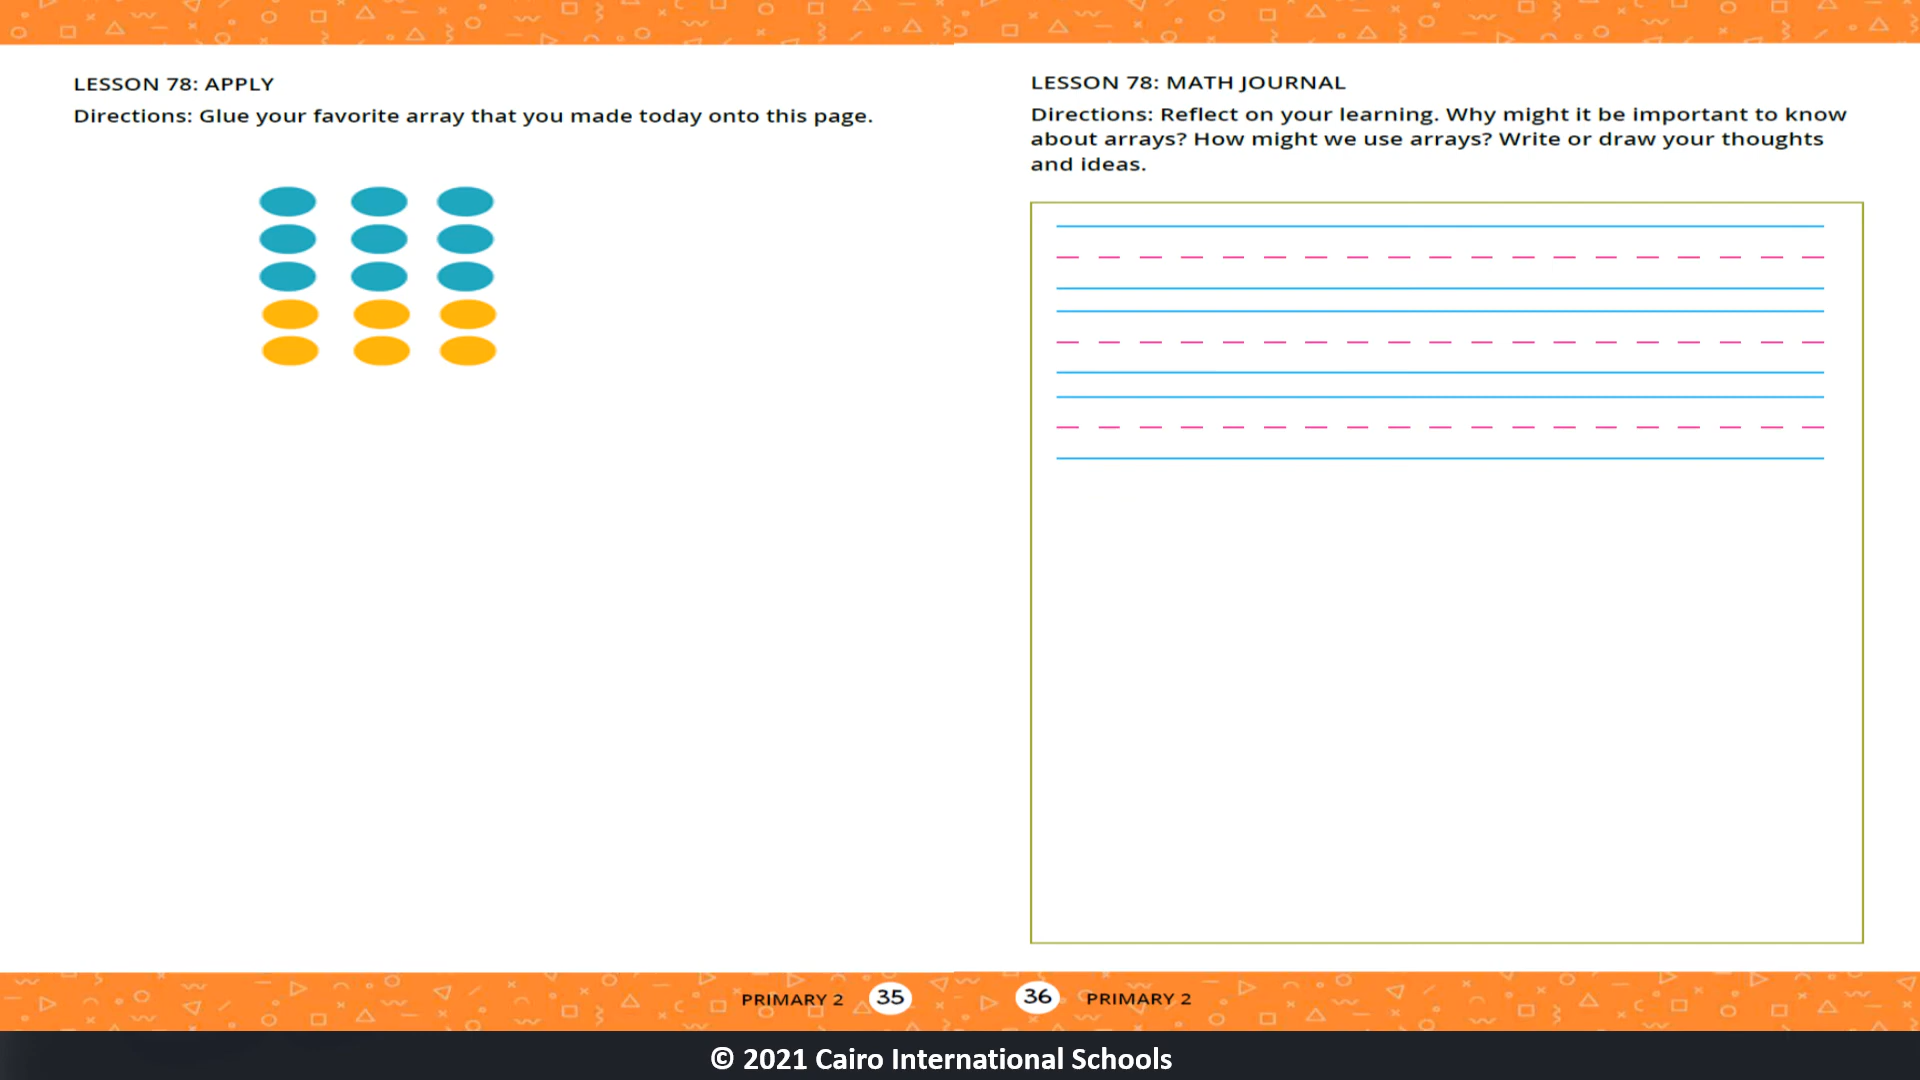 LESSON 78: APPLY
Directions: Glue your favorite array that you made today onto this page.
LESSON 78: MATH JOURNAL
Directions: Reflect on your learning. Why might it be important to know
about arrays? How might we use arrays? Write or draw your thoughts
and ideas.
PRIMARY 2 35
36 PRIMARY 2
© 2021 Cairo International Schools